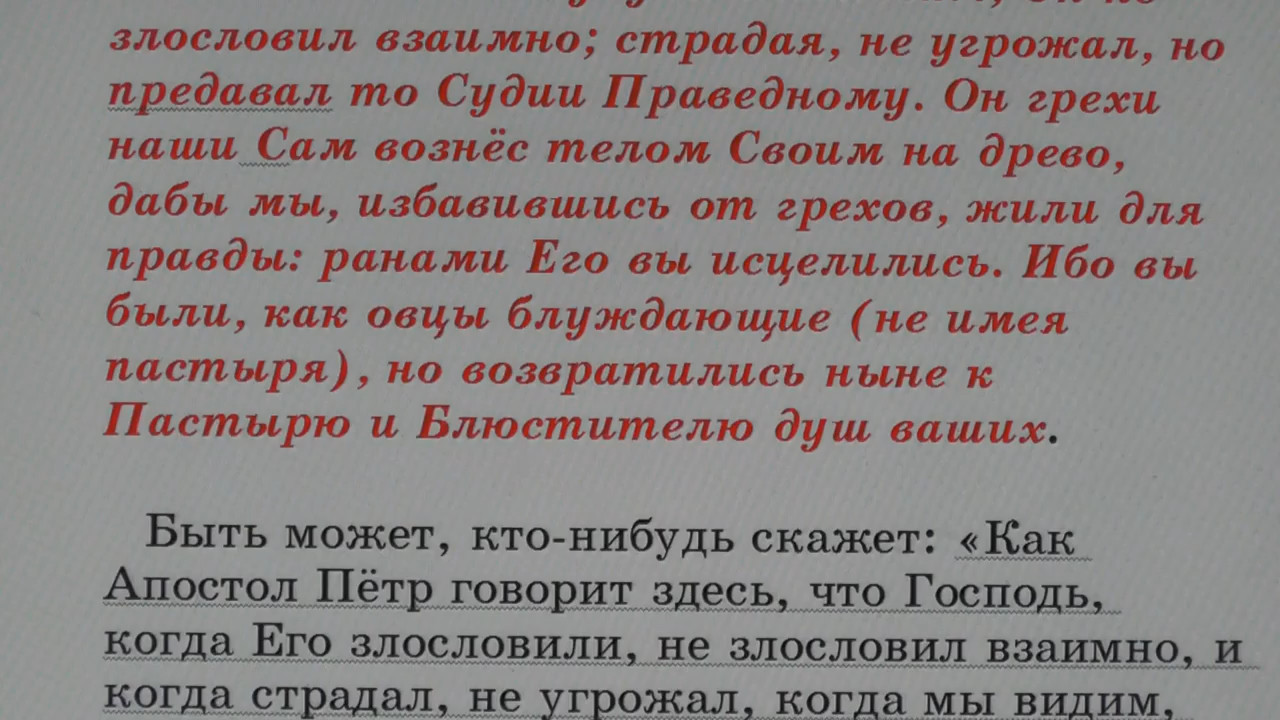 злословил взаимно; страдая, не угрожал, но
предавал то Судии Праведному. Он грехи
наши Сам вознёс телом Своим на древо,
дабы мы, избавившись от грехов, жили для
правды: ранами Его вы исцелились. Ибо вы
были, как овцы блуждающие (не имея
пастыря), но возвратились ныне к
Пастырю и Блюстителю душ ваших.
Быть может, кто-нибудь скажет: «Как
Апостол Пётр говорит здесь, что Господь,
когда Его злословили, не злословил взаимно, и
когда страдал, не угрожал, когда мы видим,